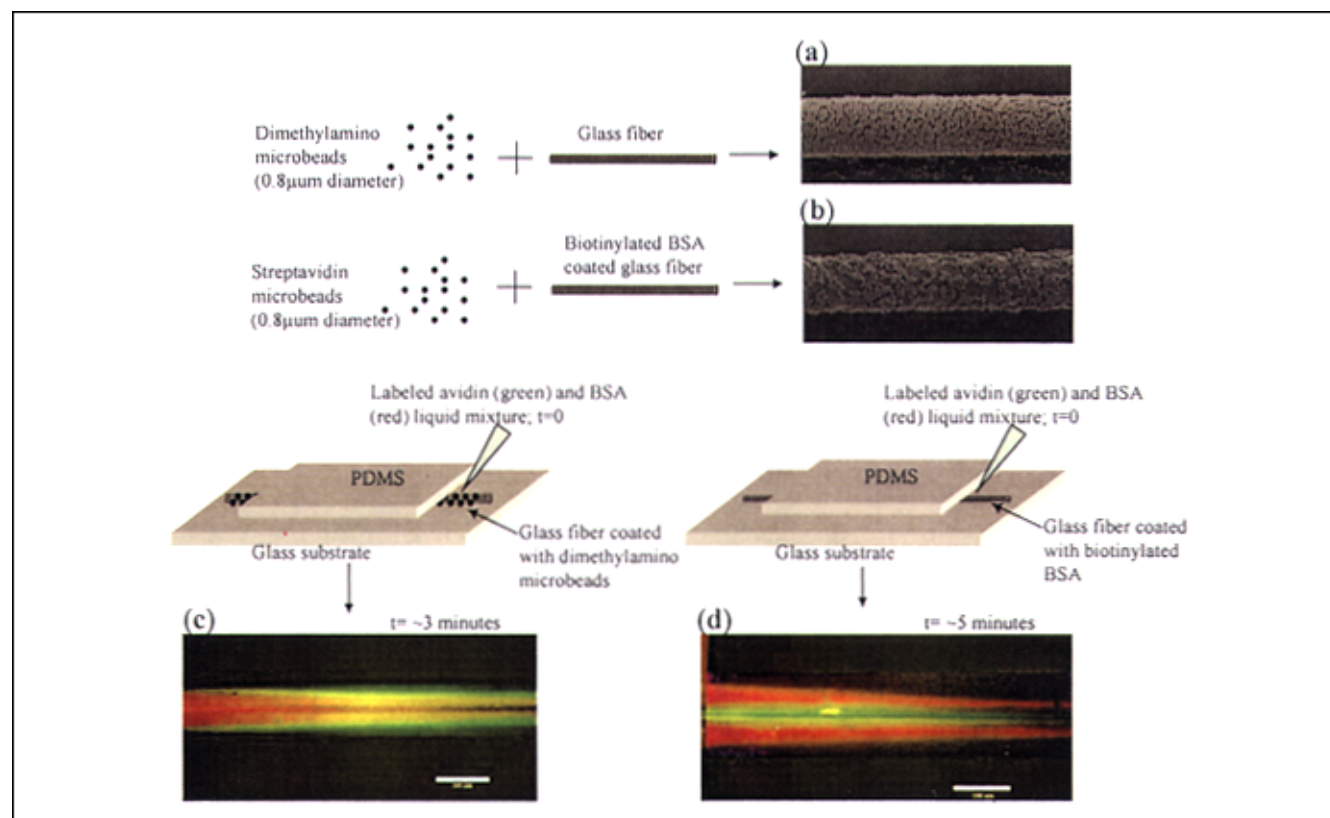 (a)
Dimethylamino
microbeads
(0.8μum diameter)
Glass fiber
(b)
Streptavidin
microbeads
(0.8μum diameter)
Biotinylated BSA
coated glass fiber
Labeled avidin (green) and BSA
(red) liquid mixture; t=0
PDMS
Glass substrate
Glass fiber coated
with dimethylamino
microbeads
Labeled avidin (green) and BSA
(red) liquid mixture; t=0
PDMS
Glass substrate
Glass fiber coated
with biotinylated
BSA
(c)
t= ~3 minutes
(d)
t= ~5 minutes